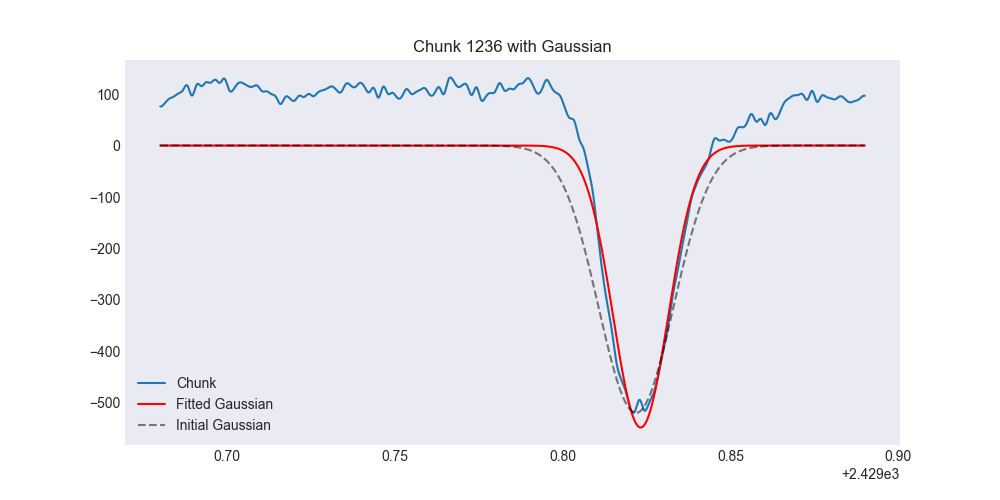 Chunk 1236 with Gaussian
100
0
−100
−200
−300
−400
−500
Chunk
Fitted Gaussian
Initial Gaussian
0.70 0.75 0.80 0.85 0.90
+2.429e3